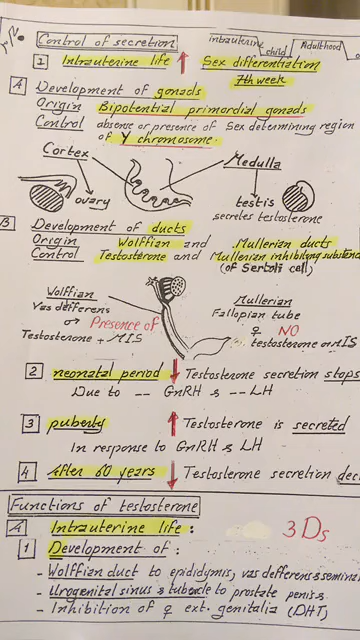 Control of secretion
intrauterine
child
Adulthood
1 Intrauterine life ↑ Sex differentiation
7th week
A Development of gonads
Origin Bipotential primordial gonads
Control absence or presence of Sex determining region
of Y chromosome.
Cortex
Medulla
ovary
testis
secretes testosterone
B Development of ducts
Origin Wolffian and Mullerian ducts
Control Testosterone and Mullerian inhibiting substance
(of Sertoli cell)
Wolffian
Vas defferens
♂ Presence of
Testosterone + MIS
Mullerian
Fallopian tube
♀ NO
testosterone or MIS
2 neonatal period ↓ Testosterone secretion stops
Due to -- GnRH & -- LH
3 puberty ↑ Testosterone is secreted
In response to GnRH & LH
4 After 60 years ↓ Testosterone secretion
Functions of testosterone
A Intrauterine life: 3 Ds
1 Development of:
- Wolffian duct to epididymis, vas defferens &
- Urogenital sinus & tubercle to prostate penis &
- Inhibition of ♀ ext. genitalia (DHT)